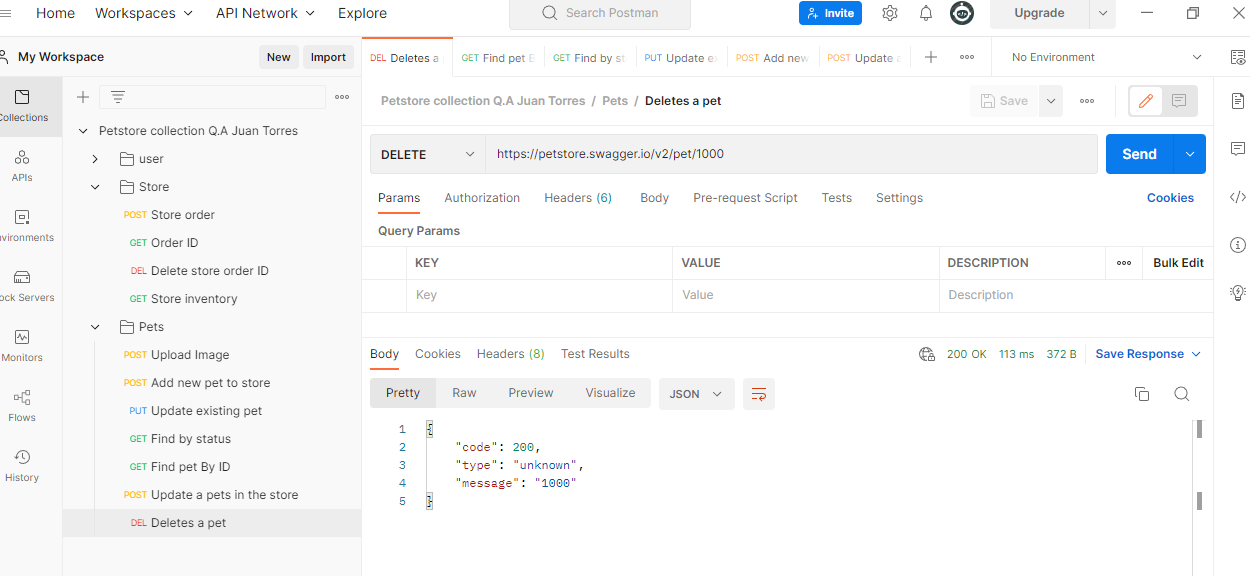 Home Workspaces API Network Explore Search Postman Invite Upgrade
My Workspace New Import
DEL Deletes a GET Find pet GET Find by st PUT Update e POST Add new POST Update No Environment
Collections
APIs
Environments
Mock Servers
Monitors
Flows
History
Petstore collection Q.A Juan Torres
user
Store
POST Store order
GET Order ID
DEL Delete store order ID
GET Store inventory
Pets
POST Upload Image
POST Add new pet to store
PUT Update existing pet
GET Find by status
GET Find pet By ID
POST Update a pets in the store
DEL Deletes a pet
Petstore collection Q.A Juan Torres / Pets / Deletes a pet Save
DELETE https://petstore.swagger.io/v2/pet/1000 Send
Params Authorization Headers (6) Body Pre-request Script Tests Settings Cookies
Query Params
KEY VALUE DESCRIPTION Bulk Edit
Key Value Description
Body Cookies Headers (8) Test Results 200 OK 113 ms 372 B Save Response
Pretty Raw Preview Visualize JSON
1 {
2 "code": 200,
3 "type": "unknown",
4 "message": "1000"
5 }